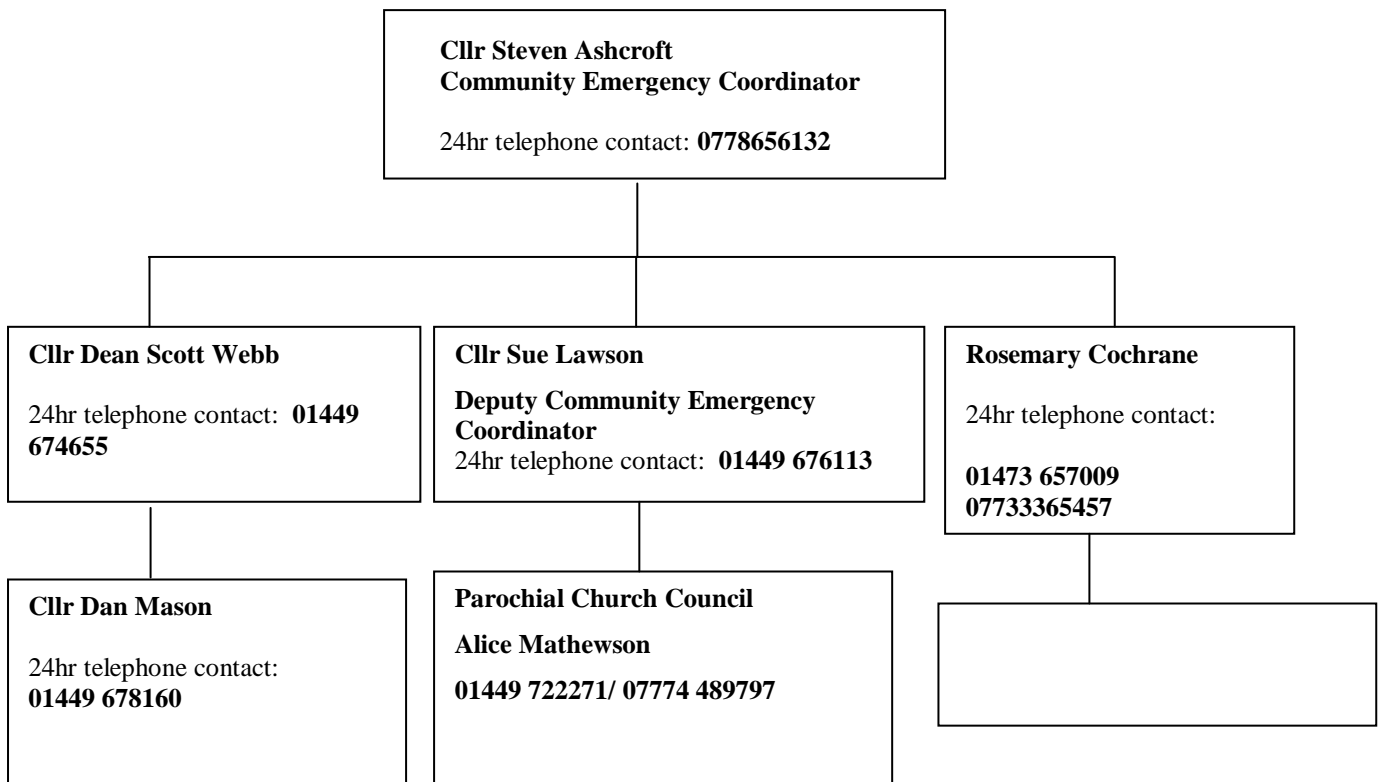 Cllr Steven Ashcroft
Community Emergency Coordinator
24hr telephone contact: 0778656132
Cllr Dean Scott Webb
24hr telephone contact: 01449
674655
Cllr Sue Lawson
Deputy Community Emergency
Coordinator
24hr telephone contact: 01449 676113
Rosemary Cochrane
24hr telephone contact:
01473 657009
07733365457
Cllr Dan Mason
24hr telephone contact:
01449 678160
Parochial Church Council
Alice Mathewson
01449 722271/ 07774 489797